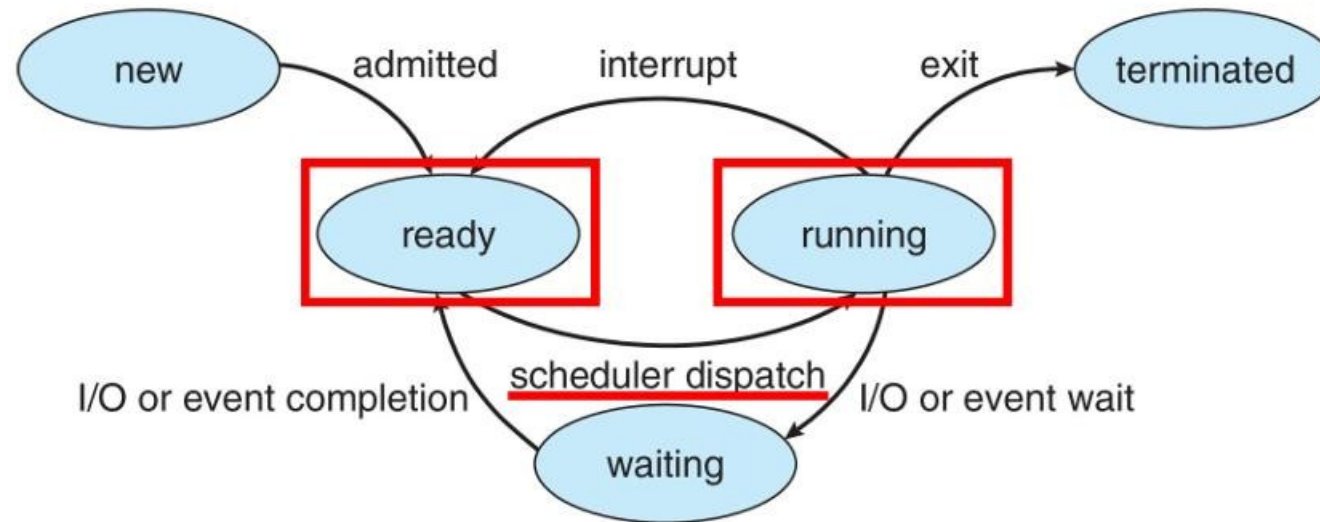 new
admitted
interrupt
exit
terminated
ready
running
I/O or event completion
scheduler dispatch
I/O or event wait
waiting